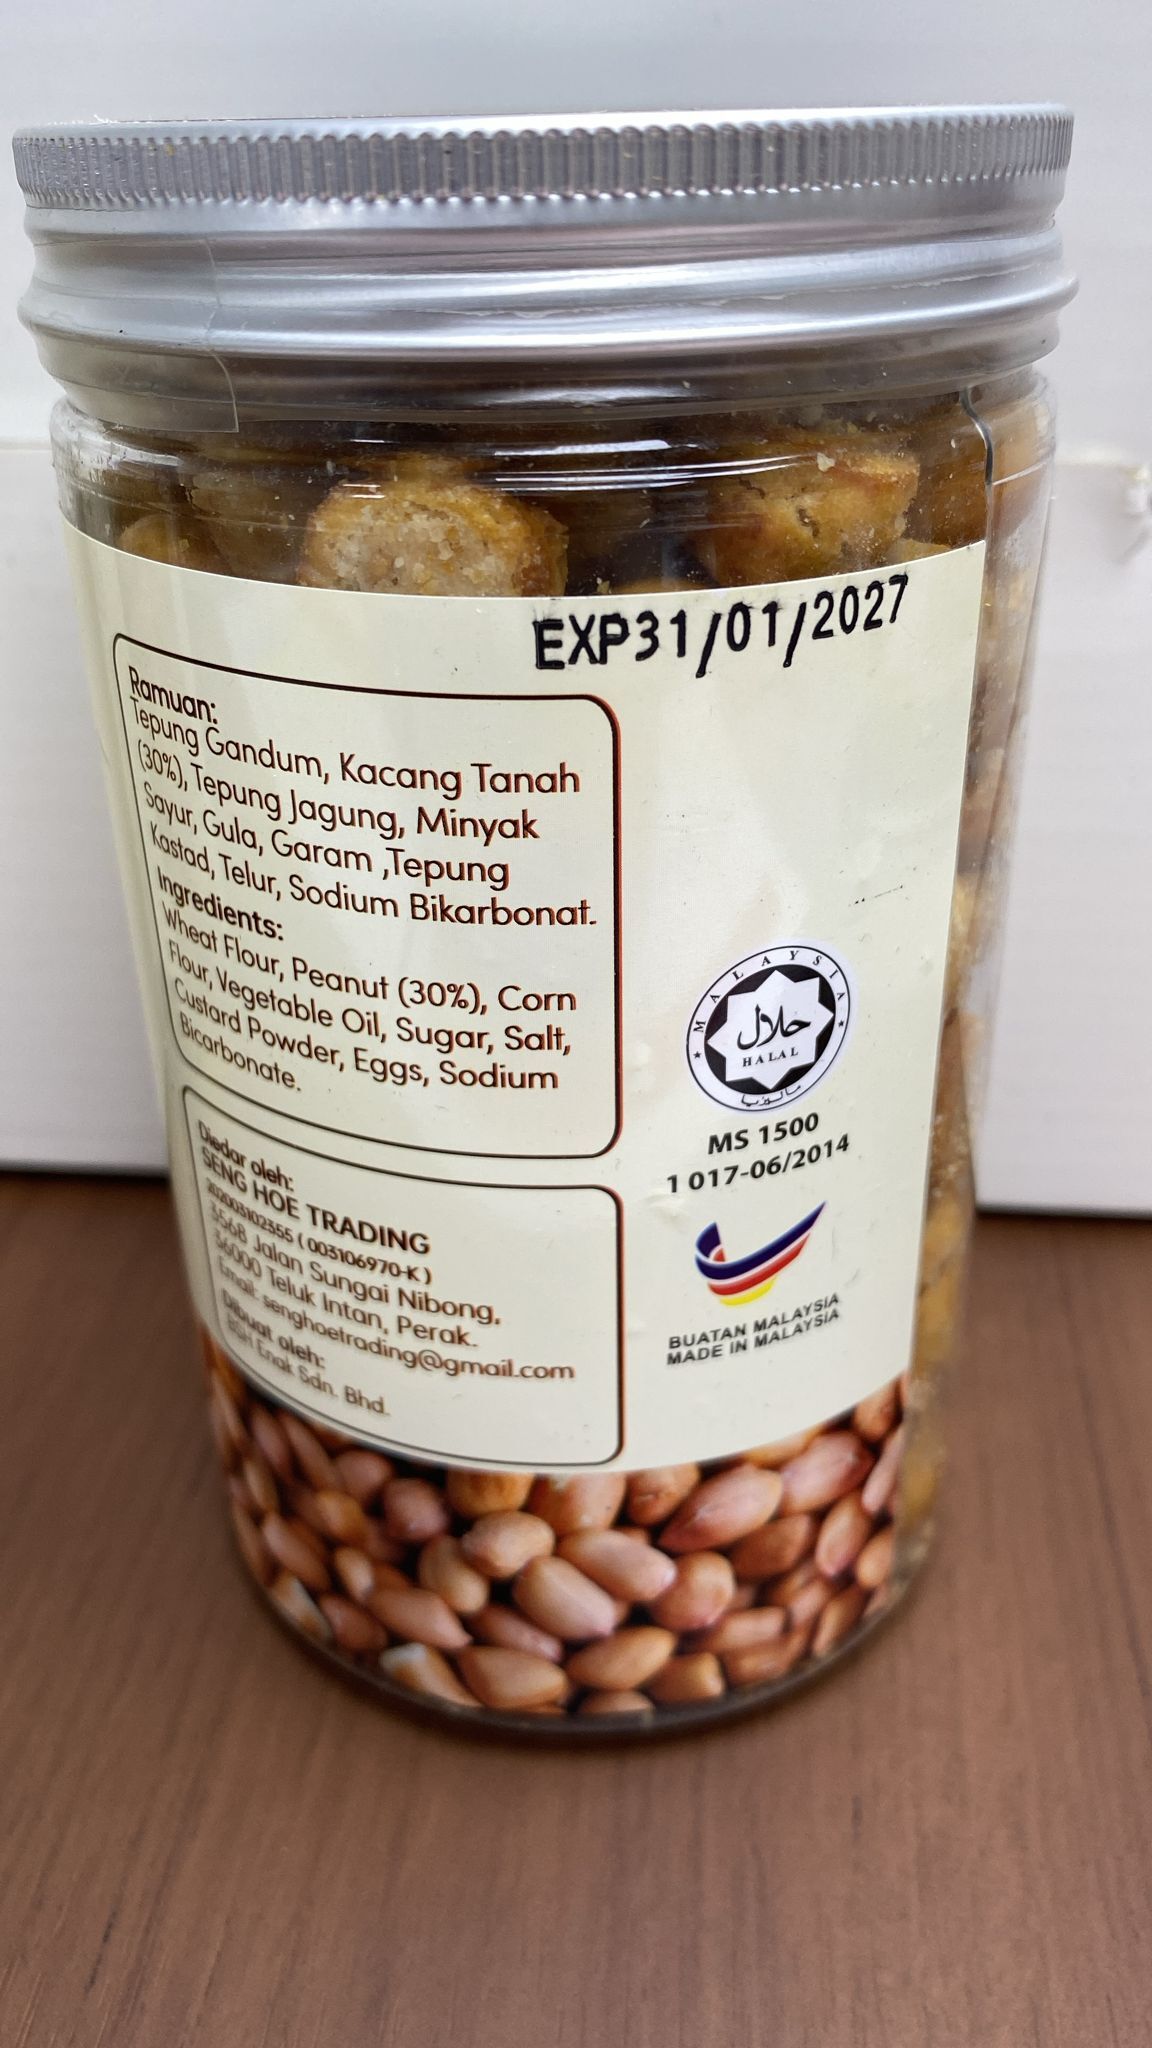 EXP31/01/2027
Ramuan:
Tepung Gandum, Kacang Tanah
(30%), Tepung Jagung, Minyak
Sayur, Gula, Garam ,Tepung
Kastad, Telur, Sodium Bikarbonat.
Ingredients:
Wheat Flour, Peanut (30%), Corn
Flour, Vegetable Oil, Sugar, Salt,
Custard Powder, Eggs, Sodium
Bicarbonate.
MALAYSIA
حلال
HALAL
ماليزيا
MS 1500
1 017-06/2014
Diedar oleh:
SENG HOE TRADING
202003102355 ( 003106970-K )
3568 Jalan Sungai Nibong,
36000 Teluk Intan, Perak.
Email: senghoetrading@gmail.com
Dibuat oleh:
BSH Enak Sdn. Bhd.
BUATAN MALAYSIA
MADE IN MALAYSIA